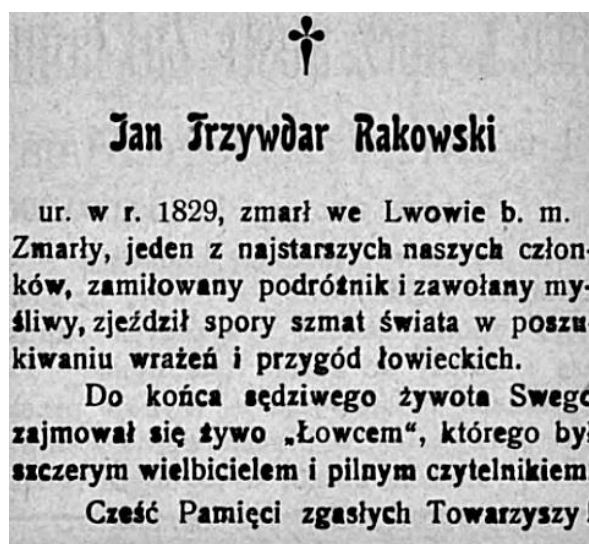 †
Jan Trzywdar Rakowski
ur. w r. 1829, zmarł we Lwowie b. m.
Zmarły, jeden z najstarszych naszych człon-
ków, zamiłowany podróżnik i zawołany my-
śliwy, zjeździł spory szmat świata w poszu-
kiwaniu wrażeń i przygód łowieckich.
Do końca sędziwego żywota Swego
zajmował się żywo „Łowcem“, którego był
szczerym wielbicielem i pilnym czytelnikiem
Cześć Pamięci zgasłych Towarzyszy!